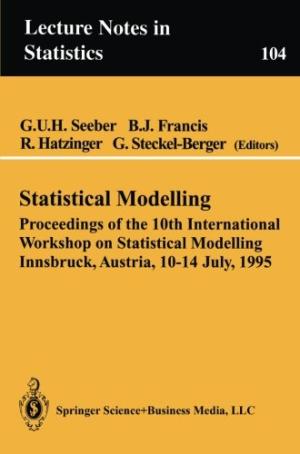 Lecture Notes in
Statistics
104
G.U.H. Seeber B.J. Francis
R. Hatzinger G. Steckel-Berger (Editors)
Statistical Modelling
Proceedings of the 10th International
Workshop on Statistical Modelling
Innsbruck, Austria, 10-14 July, 1995
Springer Science+Business Media, LLC